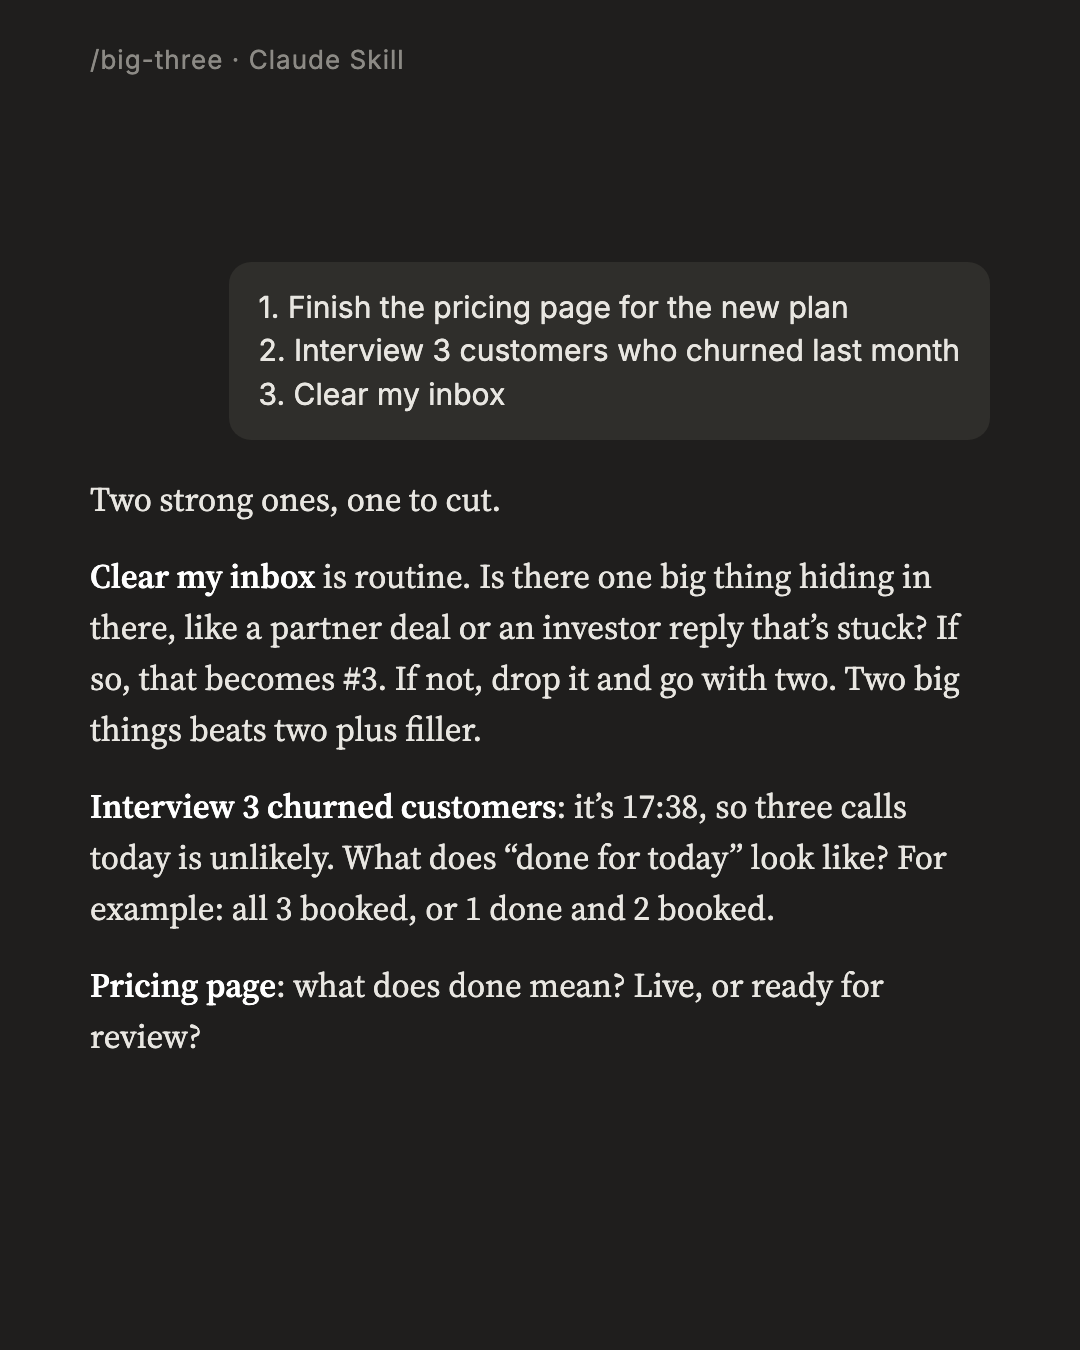 /big-three · Claude Skill
1. Finish the pricing page for the new plan
2. Interview 3 customers who churned last month
3. Clear my inbox
Two strong ones, one to cut.
Clear my inbox is routine. Is there one big thing hiding in
there, like a partner deal or an investor reply that’s stuck? If
so, that becomes #3. If not, drop it and go with two. Two big
things beats two plus filler.
Interview 3 churned customers: it’s 17:38, so three calls
today is unlikely. What does “done for today” look like? For
example: all 3 booked, or 1 done and 2 booked.
Pricing page: what does done mean? Live, or ready for
review?